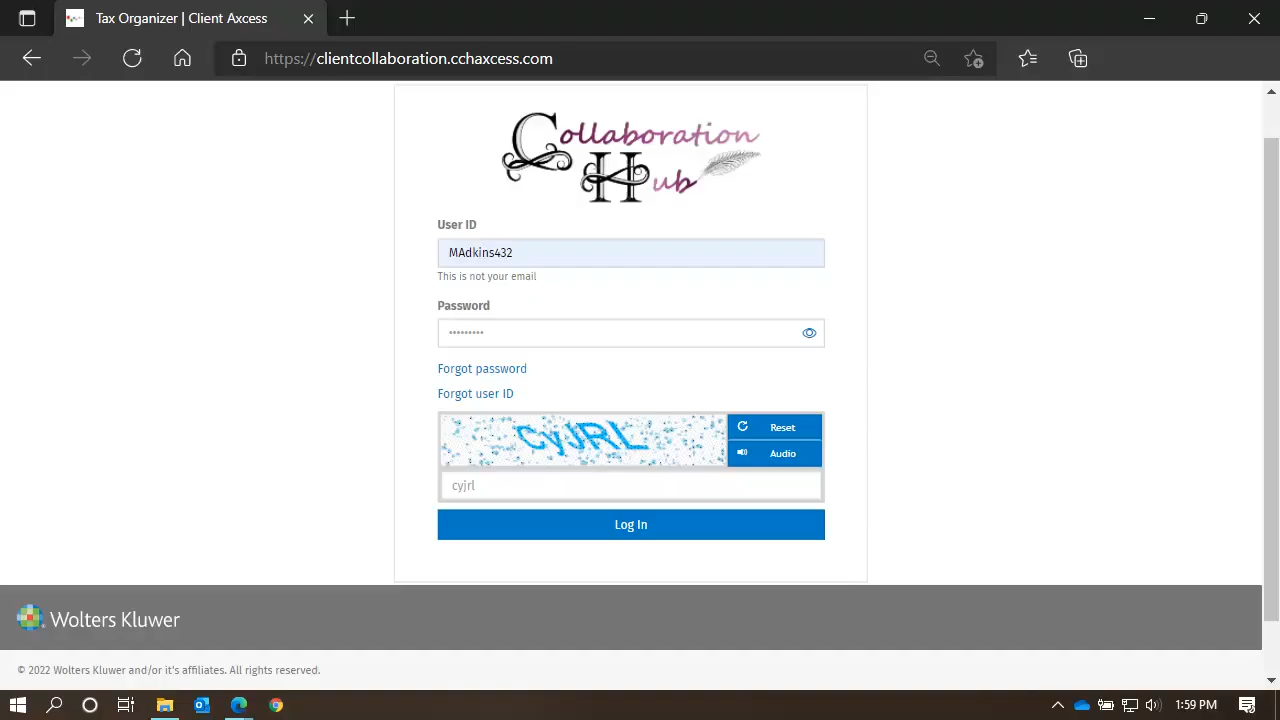 Tax Organizer | Client Axcess
https://clientcollaboration.cchaxcess.com
Collaboration
Hub
User ID
MAdkins432
This is not your email
Password
•••••••••
Forgot password
Forgot user ID
CyJRL
Reset
Audio
cyjrl
Log In
Wolters Kluwer
© 2022 Wolters Kluwer and/or it's affiliates. All rights reserved.
1:59 PM